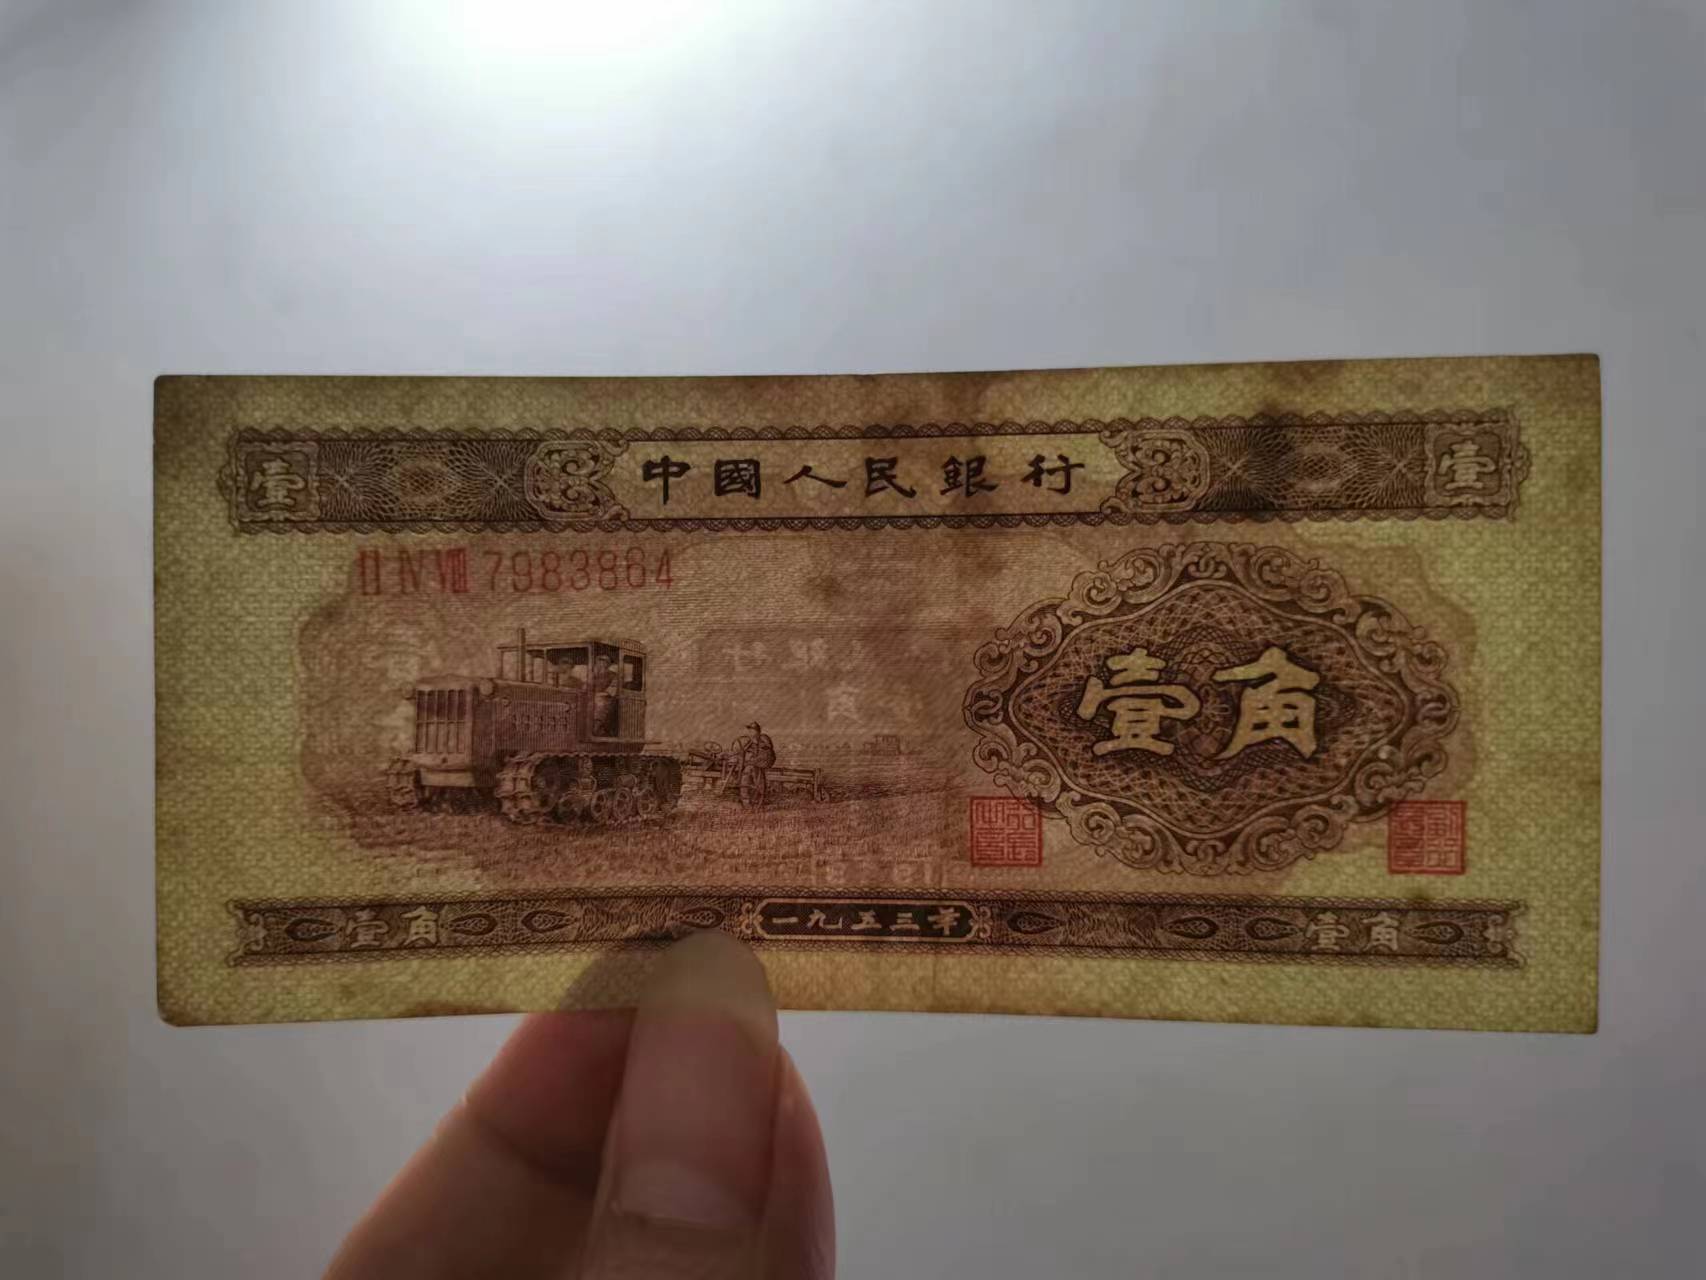 壹 中國人民銀行 壹
II IV VIII 7983864
壹角
壹角 一九五三年 壹角